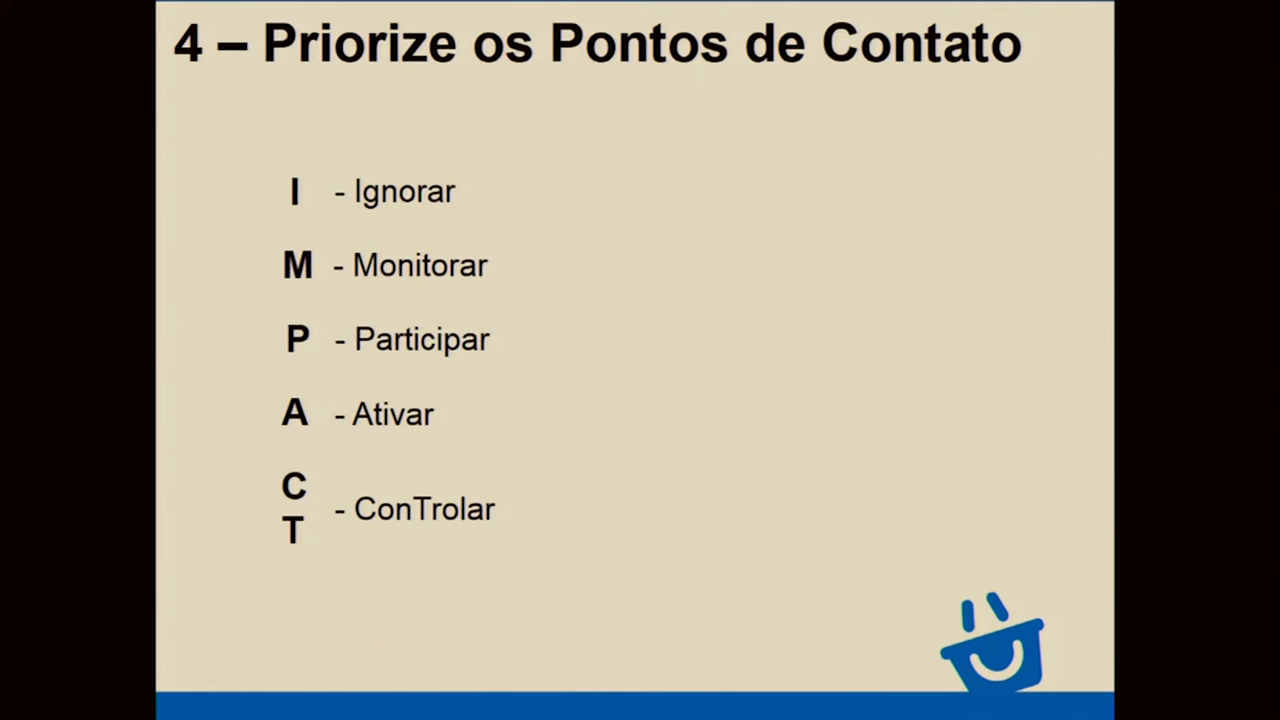 4 – Priorize os Pontos de Contato
I - Ignorar
M - Monitorar
P - Participar
A - Ativar
C
T - ConTrolar